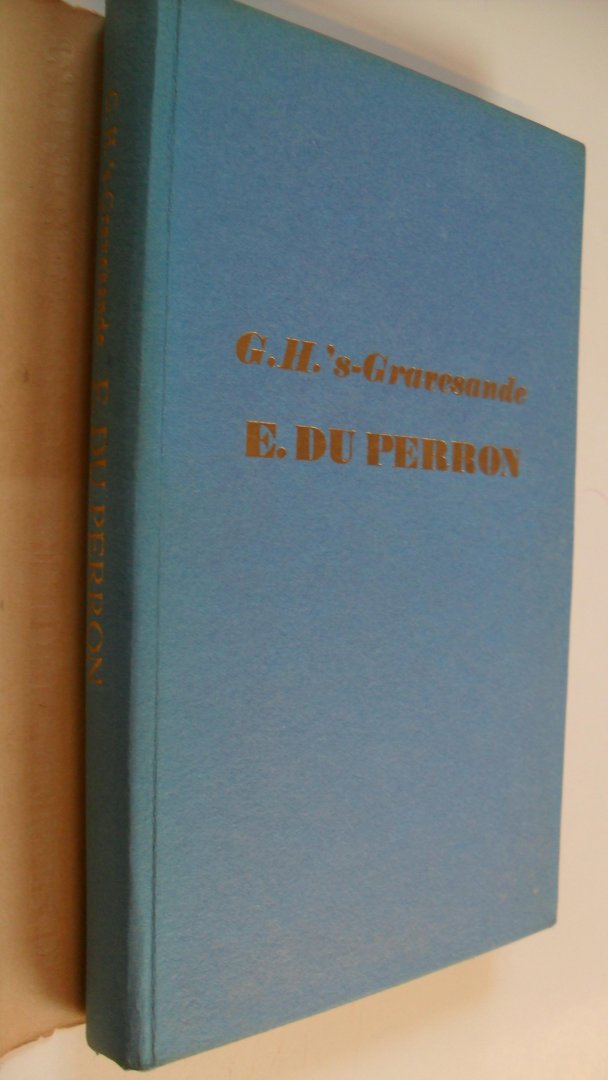 G.H.'s-Gravesande
E. DU PERRON
G.H.'s-Gravesande E. DU PERRON